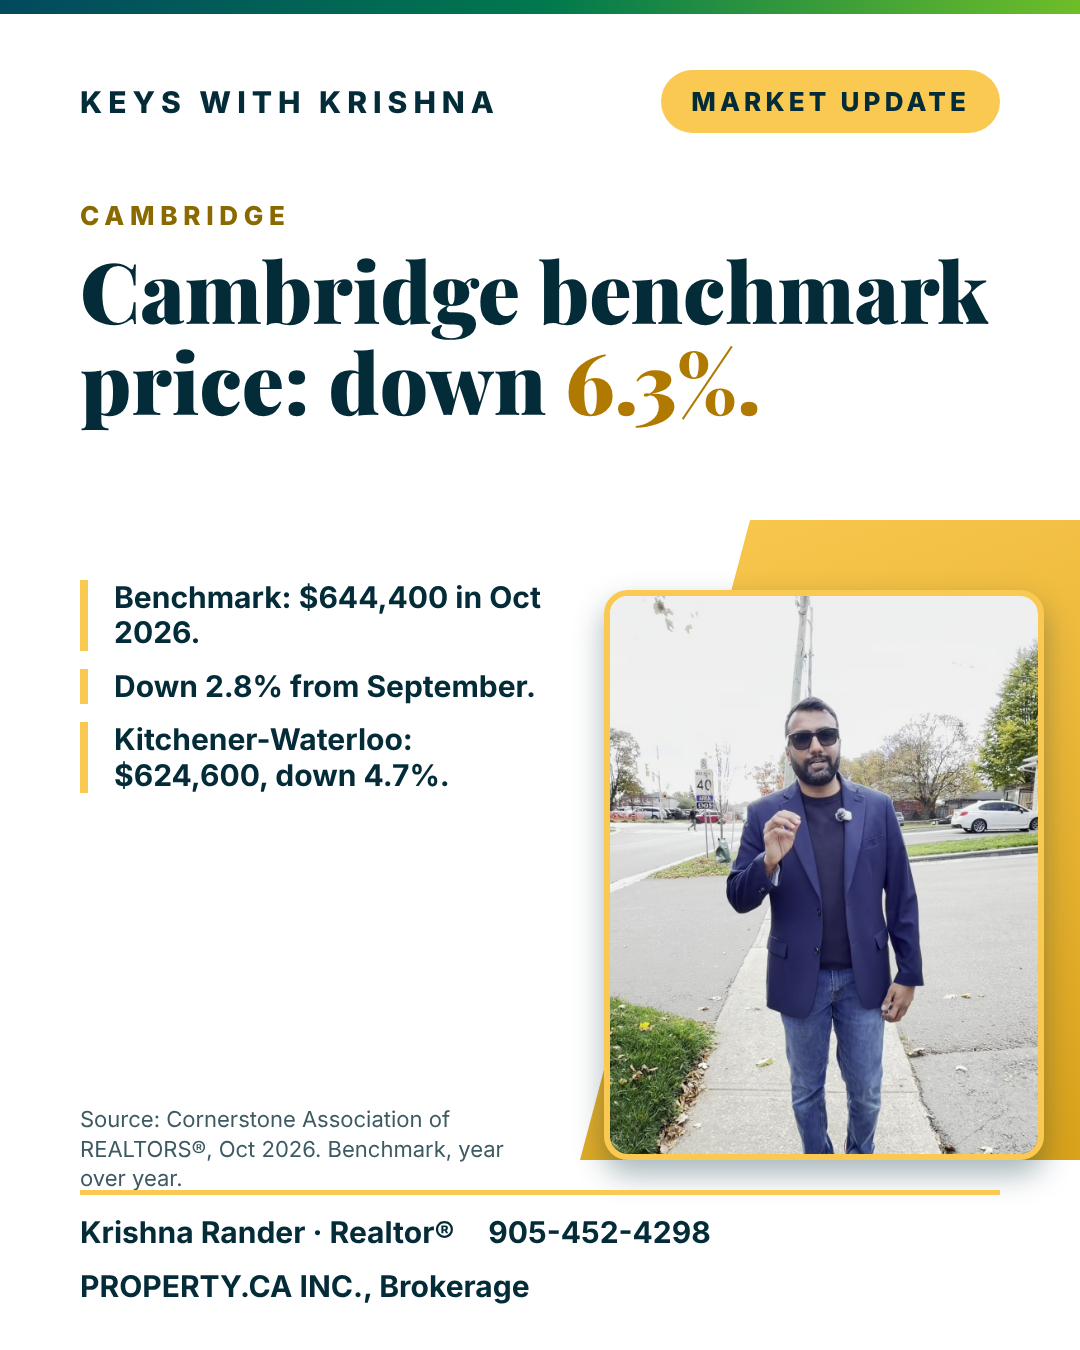 KEYS WITH KRISHNA
MARKET UPDATE
CAMBRIDGE
Cambridge benchmark
price: down 6.3%.
Benchmark: $644,400 in Oct
2026.
Down 2.8% from September.
Kitchener-Waterloo:
$624,600, down 4.7%.
40
Source: Cornerstone Association of
REALTORS®, Oct 2026. Benchmark, year
over year.
Krishna Rander · Realtor® 905-452-4298
PROPERTY.CA INC., Brokerage